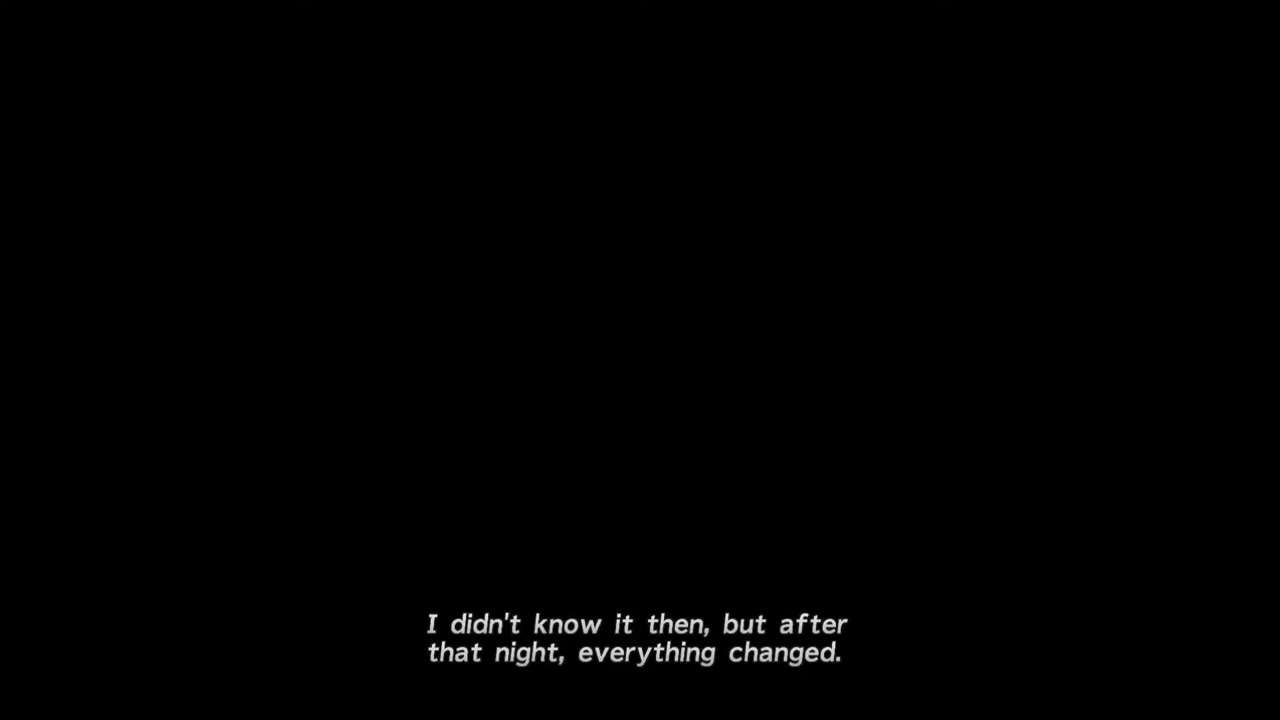 I didn't know it then, but after
that night, everything changed.